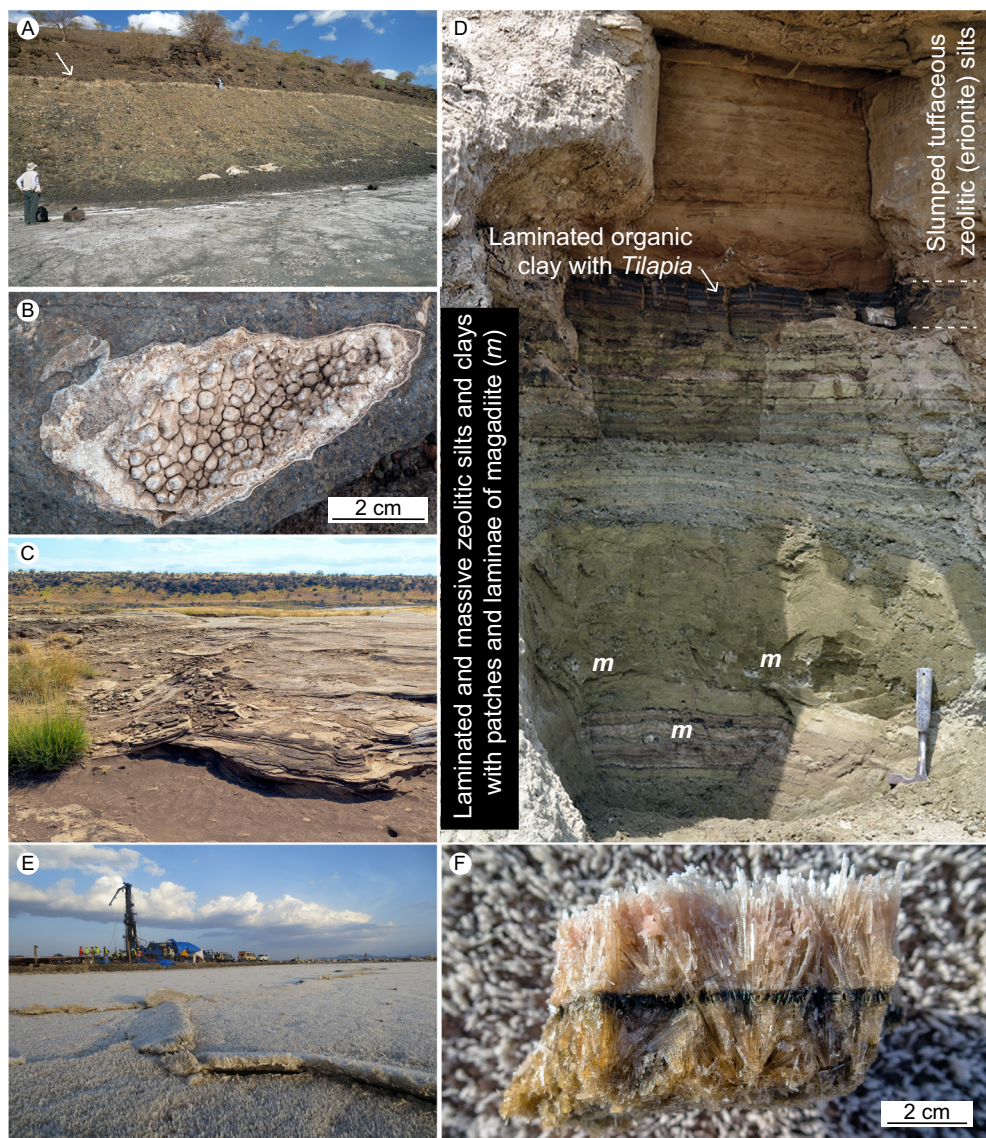 A
B
2 cm
C
D
Slumped tuffaceous
zeolitic (erionite) silts
Laminated organic
clay with Tilapia
Laminated and massive zeolitic silts and clays
with patches and laminae of magadiite (m)
m
m
m
E
F
2 cm